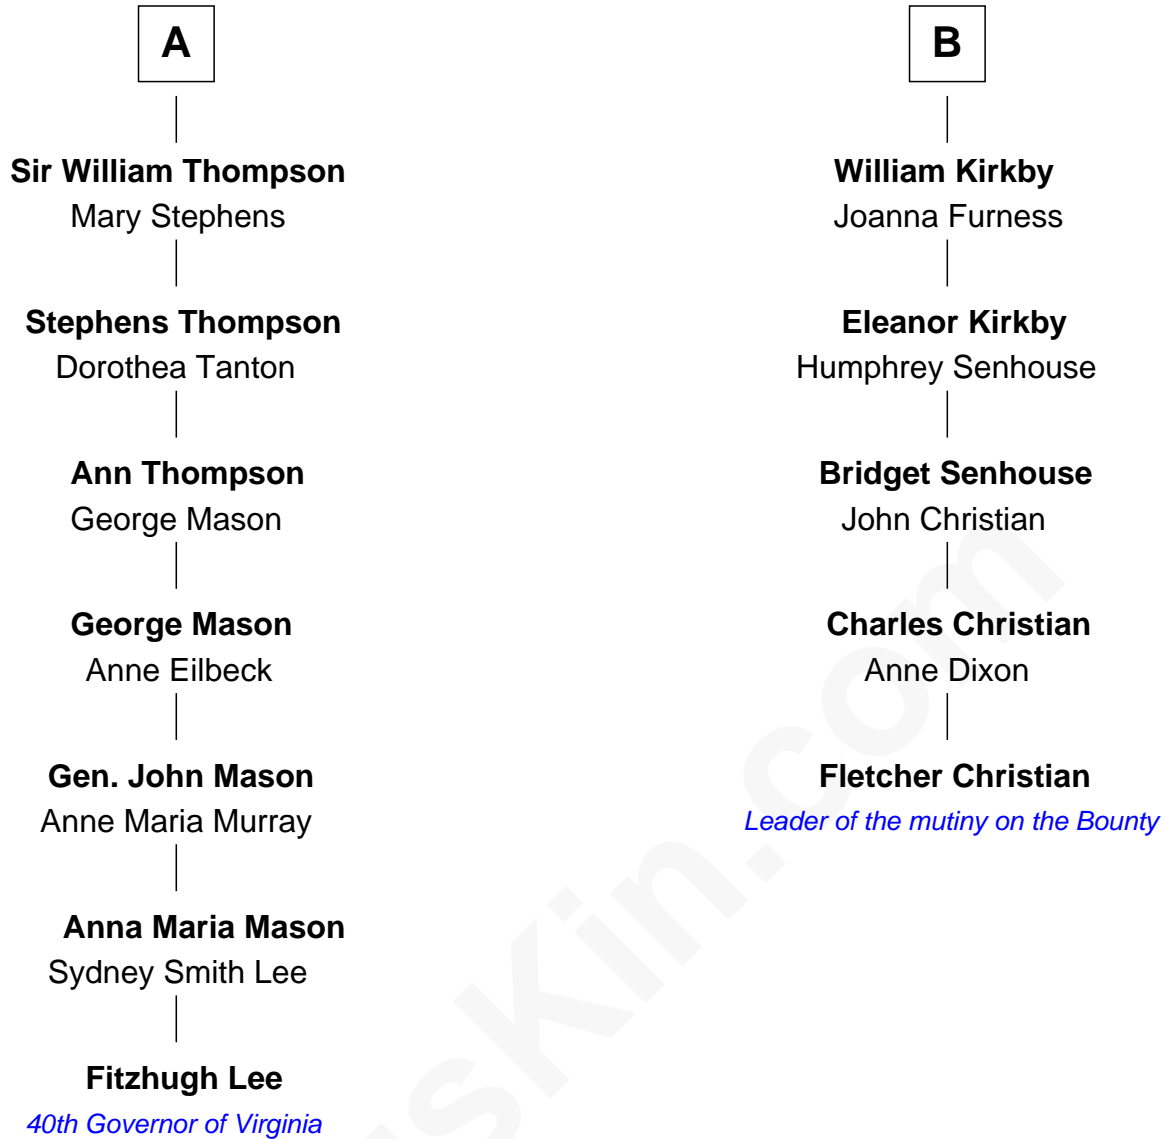 A
Sir William Thompson
Mary Stephens
Stephens Thompson
Dorothea Tanton
Ann Thompson
George Mason
George Mason
Anne Eilbeck
Gen. John Mason
Anne Maria Murray
Anna Maria Mason
Sydney Smith Lee
Fitzhugh Lee
40th Governor of Virginia
B
William Kirkby
Joanna Furness
Eleanor Kirkby
Humphrey Senhouse
Bridget Senhouse
John Christian
Charles Christian
Anne Dixon
Fletcher Christian
Leader of the mutiny on the Bounty